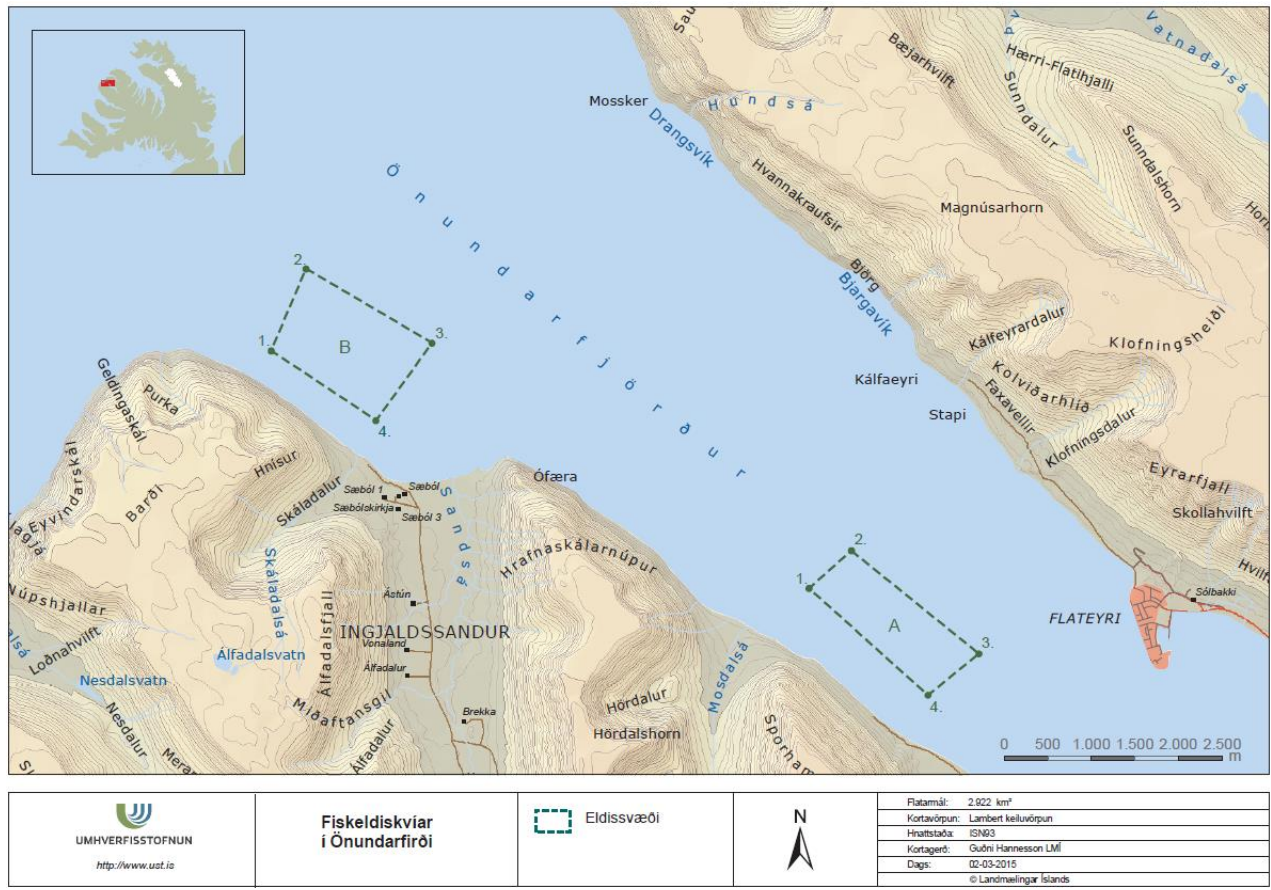 Mossker
Hundsá
Drangsvík
Bæjarhvilft
Hærri-Flatihjalli
Vatnadalsá
Sunndalur
Sunndalshorn
Hvannakraufsir
Magnúsarhorn
Önundarfjörður
Björg
Bjargavík
Kálfeyrardalur
Klofningsheiði
Kálfaeyri
Kolviðarhlíð
Stapi
Faxavellir
Klofningsdalur
Eyrarfjall
Skollahvilft
2.
1.
B
3.
4.
Geldingaskál
Purka
Hnísur
Barði
Eyvindarskál
Skáladalur
Sæból 1
Sæból
Sæbólskirkja
Sæból 3
Sandsá
Ófæra
Hrafnaskálarnúpur
Skáladalsá
Núpshjallar
Loðnahvilft
Álfadalsfjall
Ástún
INGJALDSSANDUR
Vonaland
Álfadalur
Álfadalsvatn
Nesdalsvatn
Nesdalur
Miðaftansgil
Álfadalur
Brekka
Hördalur
Hördalshorn
Mosdalsá
1.
2.
A
3.
4.
FLATEYRI
Sólbakki
0 500 1.000 1.500 2.000 2.500
m
UMHVERFISSTOFNUN
http://www.ust.is
Fiskeldiskvíar
í Önundarfirði
Eldissvæði
N
Flatarmál: 2.922 km²
Kortavörpun: Lambert keiluvörpun
Hnattstaða: ISN93
Kortagerð: Guðni Hannesson LMÍ
Dags: 02-03-2015
© Landmælingar Íslands